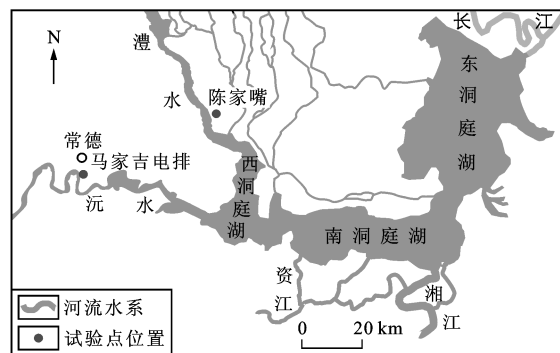 N
澧水
陈家嘴
常德
马家吉电排
沅水
西洞庭湖
南洞庭湖
东洞庭湖
长江
资江
湘江
河流水系
试验点位置
0 20 km